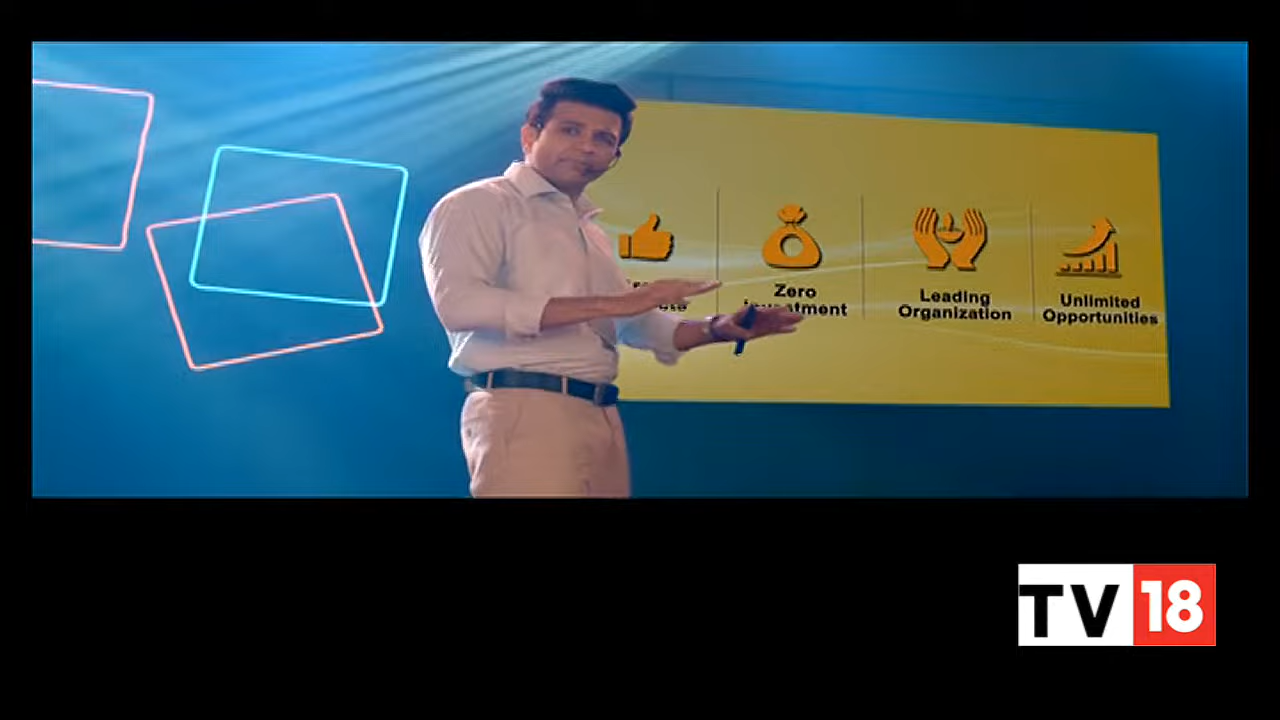 Zero
Leading
Organization
Unlimited
Opportunities
TV18